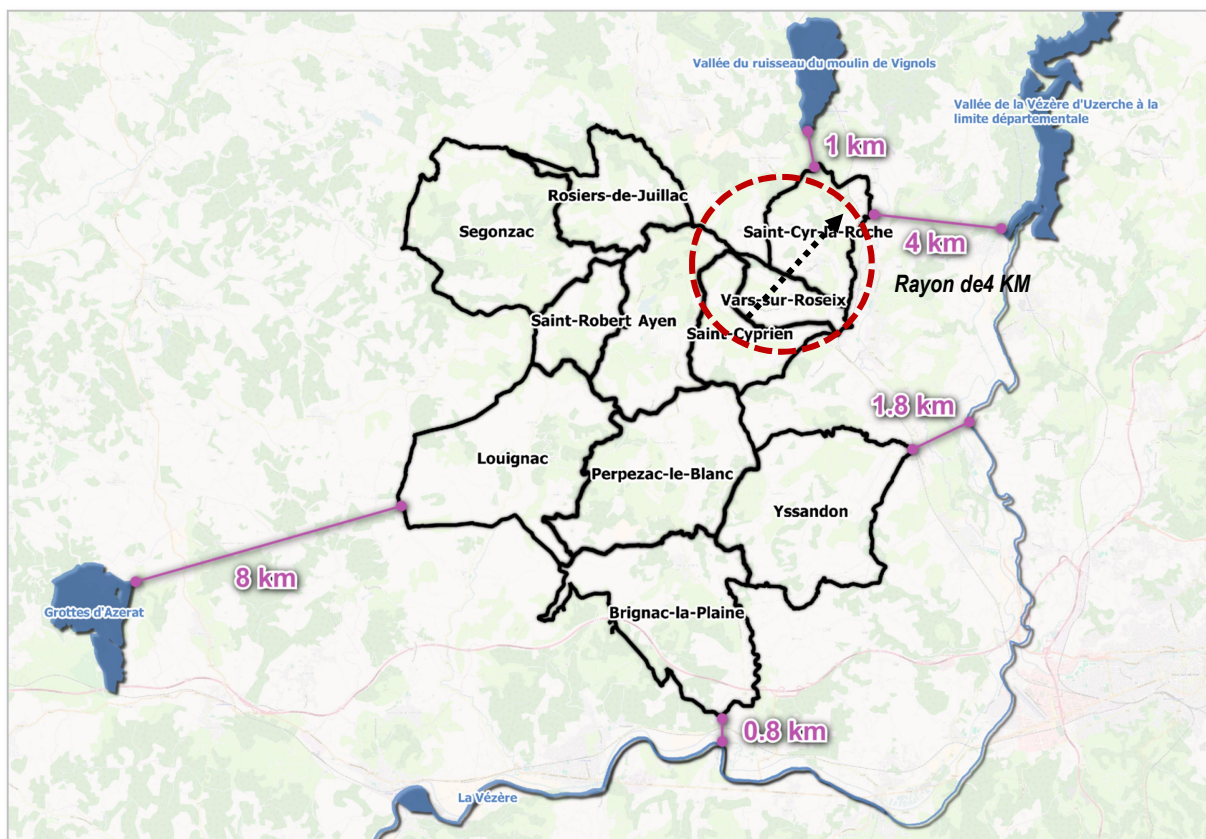 Vallée du ruisseau du moulin de Vignols
Vallée de la Vézère d'Uzerche à la
limite départementale
1 km
Rosiers-de-Juillac
Segonzac
Saint-Cyr-la-Roche
4 km
Rayon de4 KM
Vars-sur-Roseix
Saint-Robert
Ayen
Saint-Cyprien
1.8 km
Louignac
Perpezac-le-Blanc
Yssandon
8 km
Grottes d'Azerat
Brignac-la-Plaine
0.8 km
La Vézère